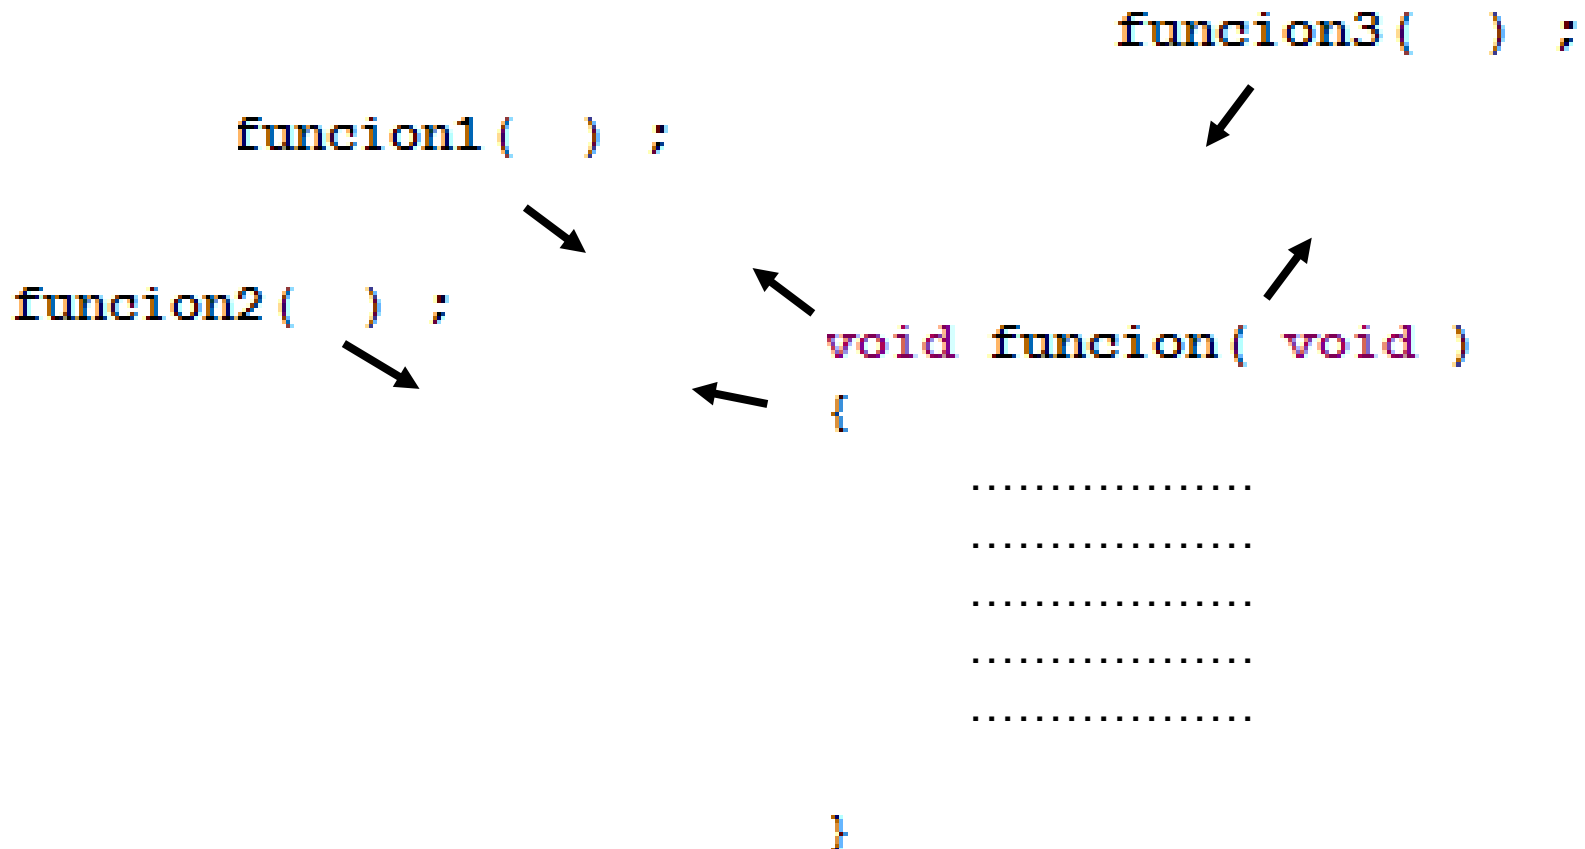 funcion3(  ) ;
funcion1(  ) ;
funcion2(  ) ;
void funcion( void )
{
..................
..................
..................
..................
..................
}